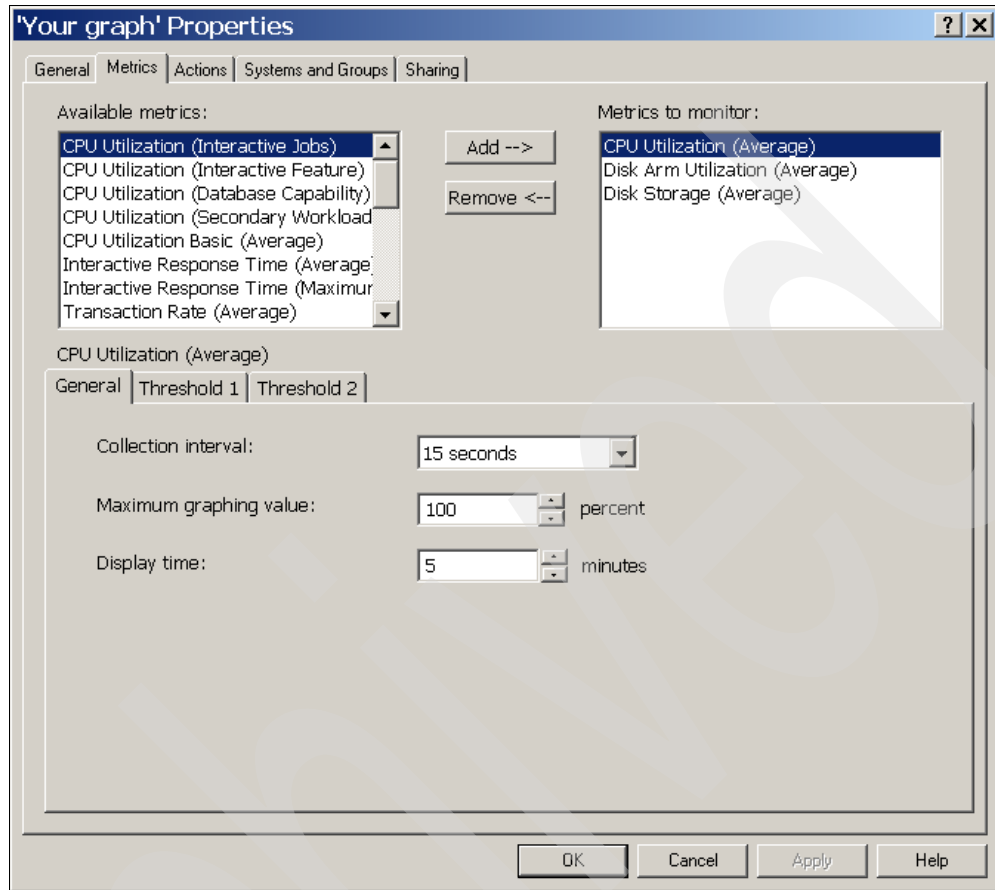 'Your graph' Properties
General Metrics Actions Systems and Groups Sharing
Available metrics:
CPU Utilization (Interactive Jobs)
CPU Utilization (Interactive Feature)
CPU Utilization (Database Capability)
CPU Utilization (Secondary Workload
CPU Utilization Basic (Average)
Interactive Response Time (Average)
Interactive Response Time (Maximur
Transaction Rate (Average)
Add -->
Remove <--
Metrics to monitor:
CPU Utilization (Average)
Disk Arm Utilization (Average)
Disk Storage (Average)
CPU Utilization (Average)
General Threshold 1 Threshold 2
Collection interval: 15 seconds
Maximum graphing value: 100 percent
Display time: 5 minutes
OK Cancel Apply Help